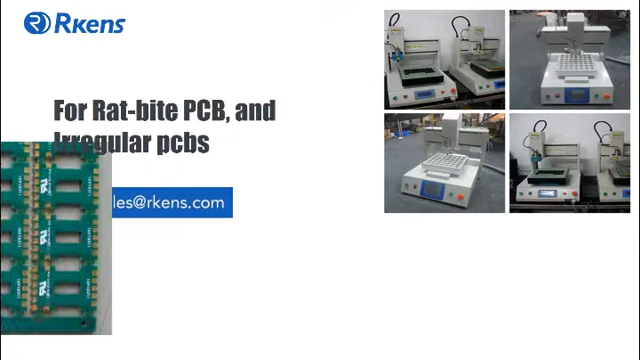 Rkens
For Rat-bite PCB, and
Irregular pcbs
les@rkens.com